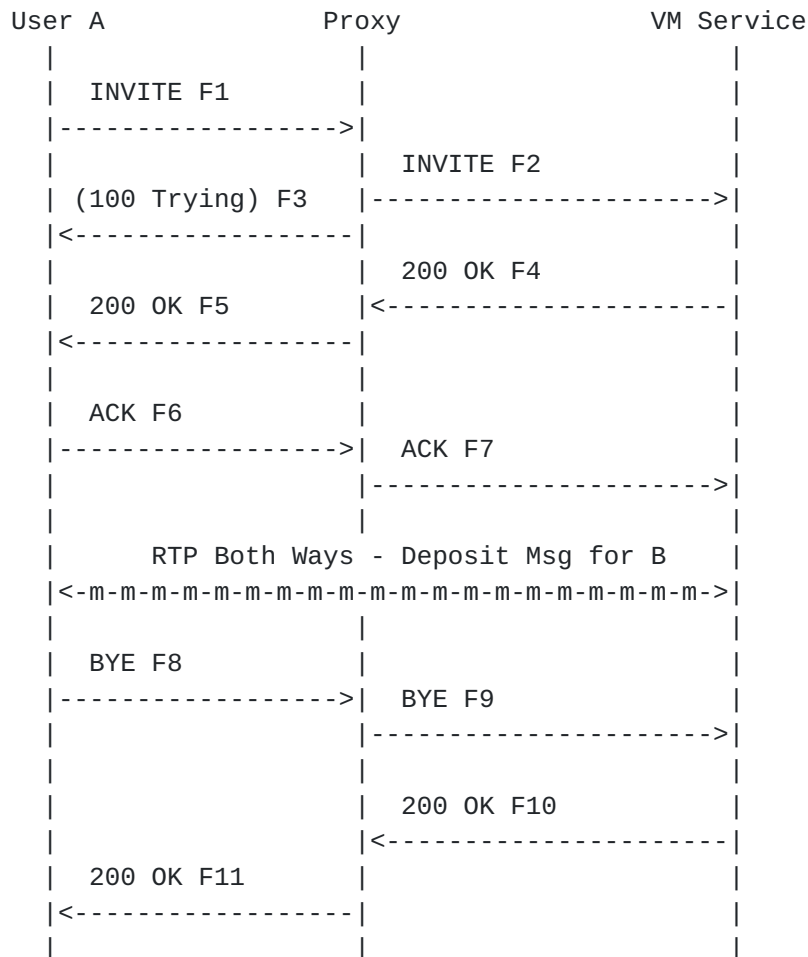 User A Proxy VM Service
INVITE F1
INVITE F2
(100 Trying) F3
200 OK F4
200 OK F5
ACK F6
ACK F7
RTP Both Ways - Deposit Msg for B
<-m-m-m-m-m-m-m-m-m-m-m-m-m-m-m-m-m-m-m-m->
BYE F8
BYE F9
200 OK F10
200 OK F11